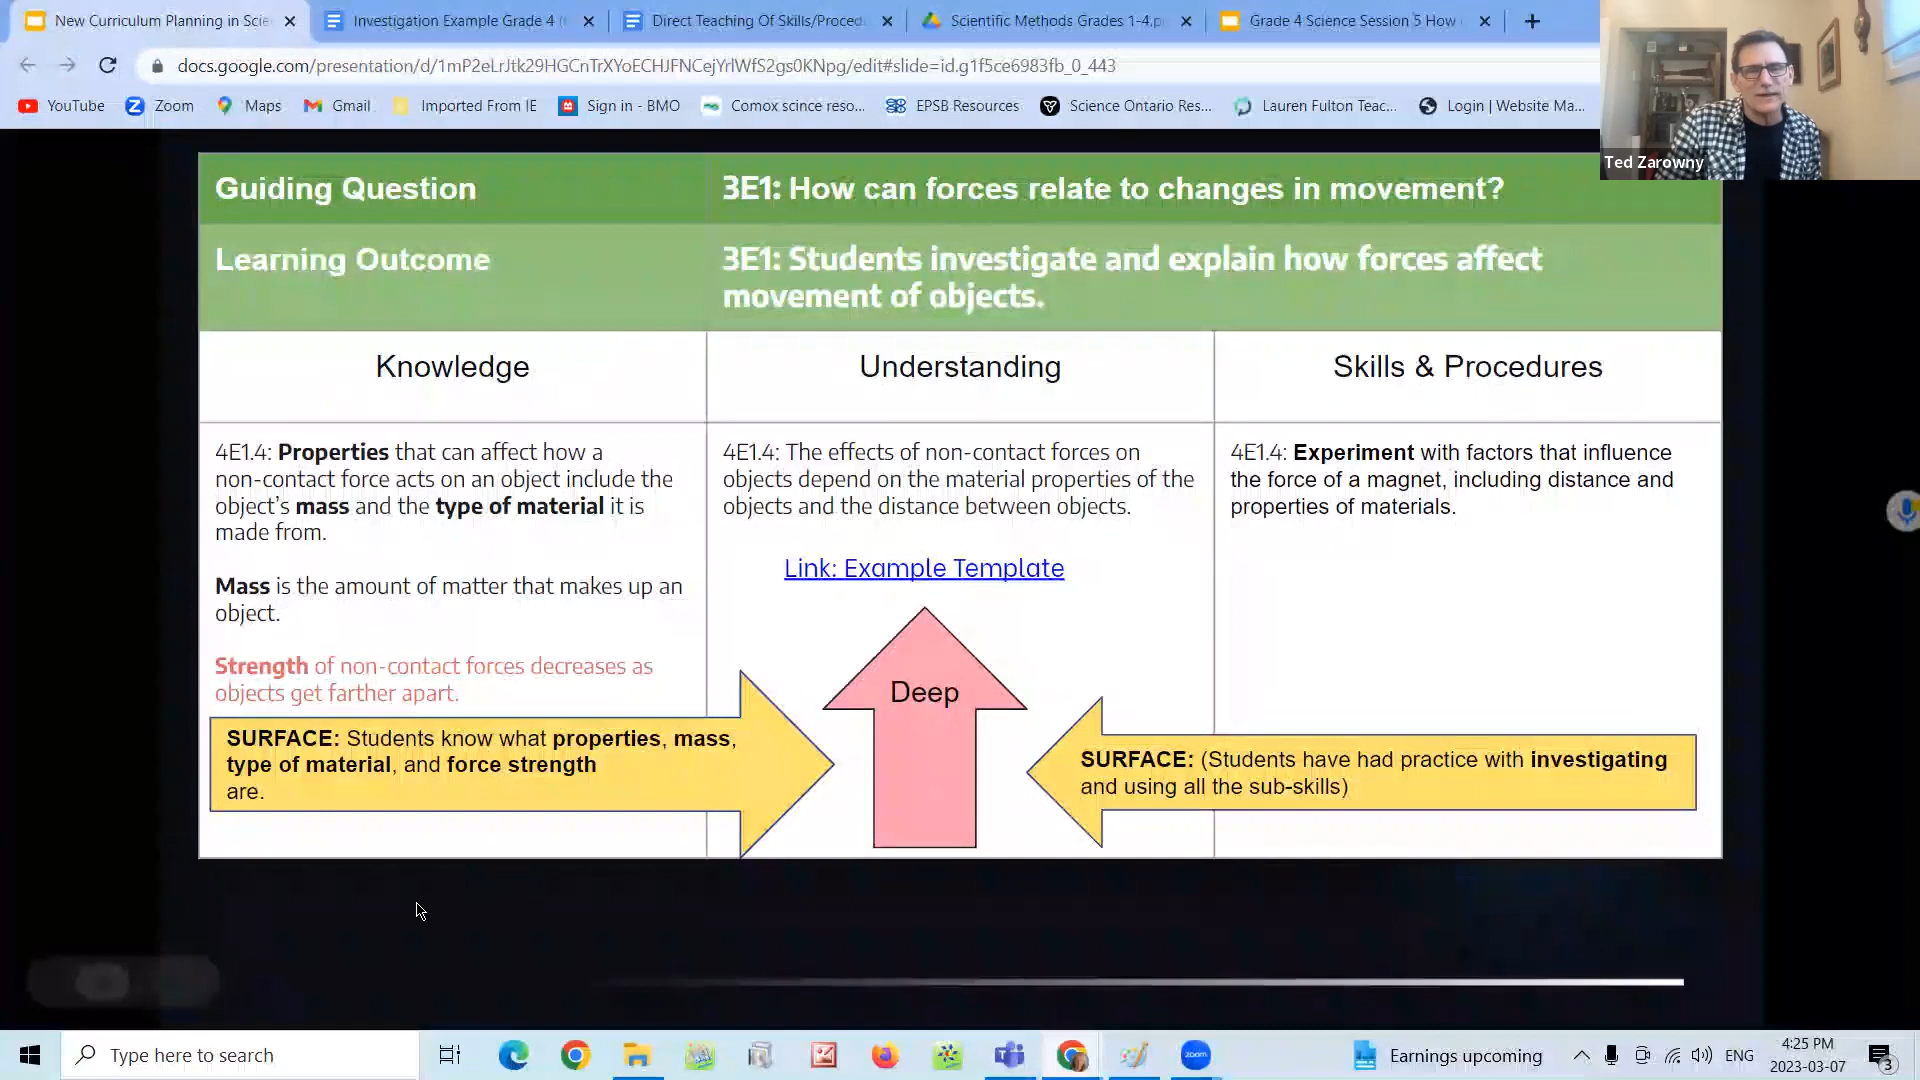 New Curriculum Planning in Scie
Investigation Example Grade 4 (
Direct Teaching Of Skills/Proced
Scientific Methods Grades 1-4.p
Grade 4 Science Session 5 How
docs.google.com/presentation/d/1mP2eLrJtk29HGCnTrXYoECHJFNCejYrlWfS2gs0KNpg/edit#slide=id.g1f5ce6983fb_0_443
YouTube
Zoom
Maps
Gmail
Imported From IE
Sign in - BMO
Comox scince reso...
EPSB Resources
Science Ontario Res...
Lauren Fulton Teac...
Login | Website Ma...
Ted Zarowny
Guiding Question
3E1: How can forces relate to changes in movement?
Learning Outcome
3E1: Students investigate and explain how forces affect
movement of objects.
Knowledge
Understanding
Skills & Procedures
4E1.4: Properties that can affect how a
non-contact force acts on an object include the
object's mass and the type of material it is
made from.
Mass is the amount of matter that makes up an
object.
Strength of non-contact forces decreases as
objects get farther apart.
4E1.4: The effects of non-contact forces on
objects depend on the material properties of the
objects and the distance between objects.
Link: Example Template
4E1.4: Experiment with factors that influence
the force of a magnet, including distance and
properties of materials.
Deep
SURFACE: Students know what properties, mass,
type of material, and force strength
are.
SURFACE: (Students have had practice with investigating
and using all the sub-skills)
Type here to search
zoom
Earnings upcoming
ENG
4:25 PM
2023-03-07
3